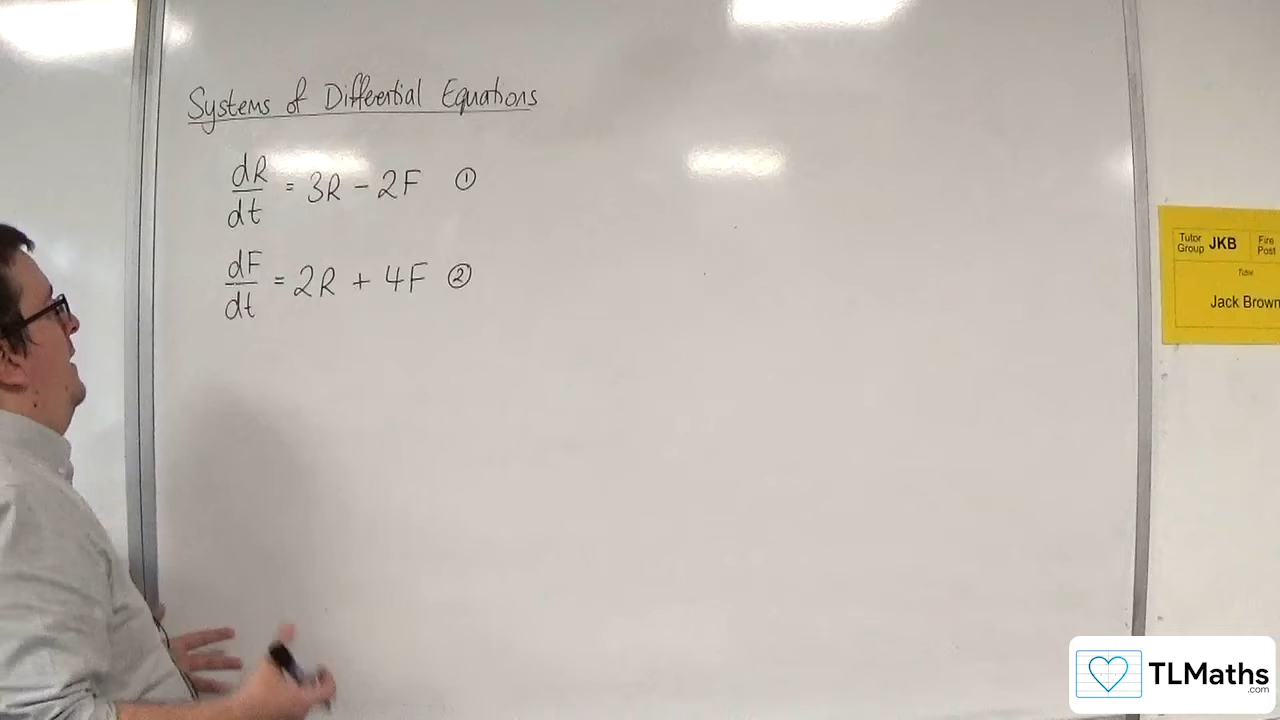 Systems of Differential Equations
dR/dt = 3R - 2F ①
dF/dt = 2R + 4F ②
Tutor Group JKB Fire Post
Tutor
Jack Brown
TLMaths
.com